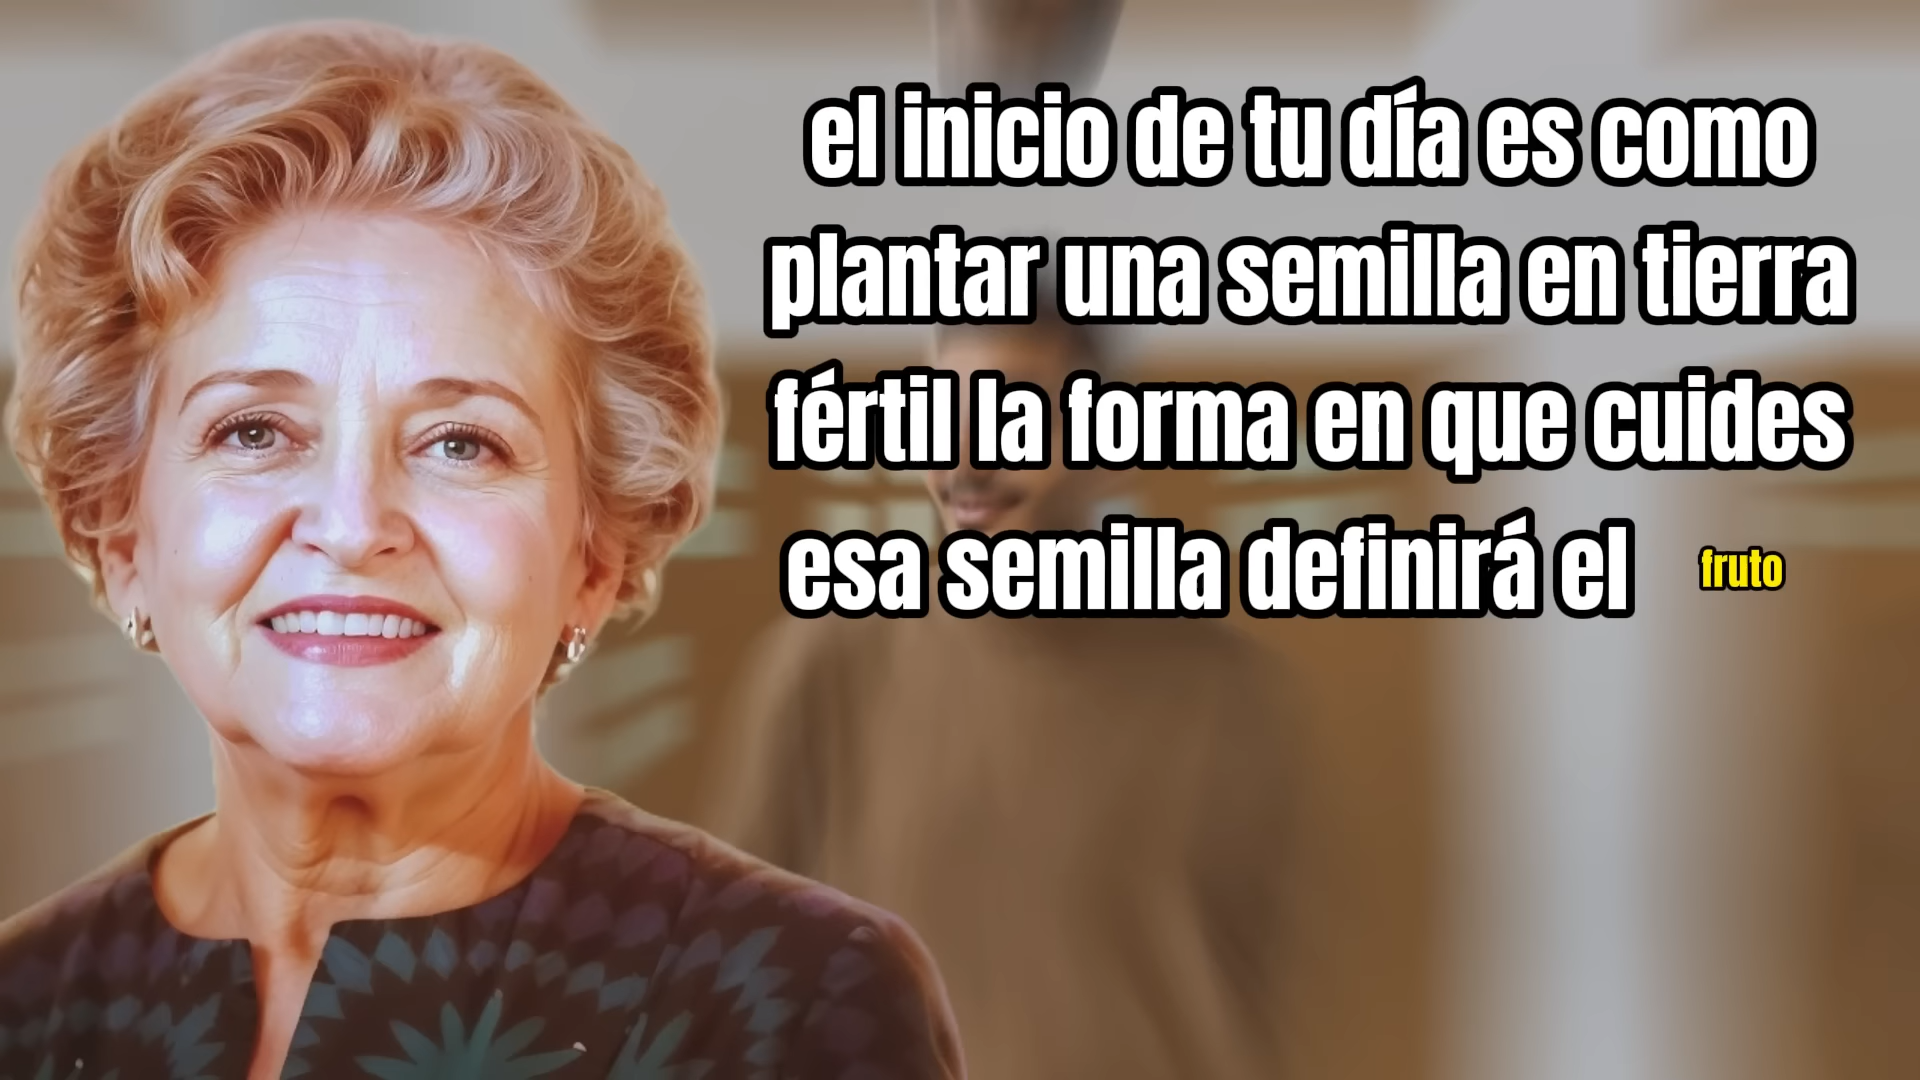 el inicio de tu día es como
plantar una semilla en tierra
fértil la forma en que cuides
esa semilla definirá el fruto